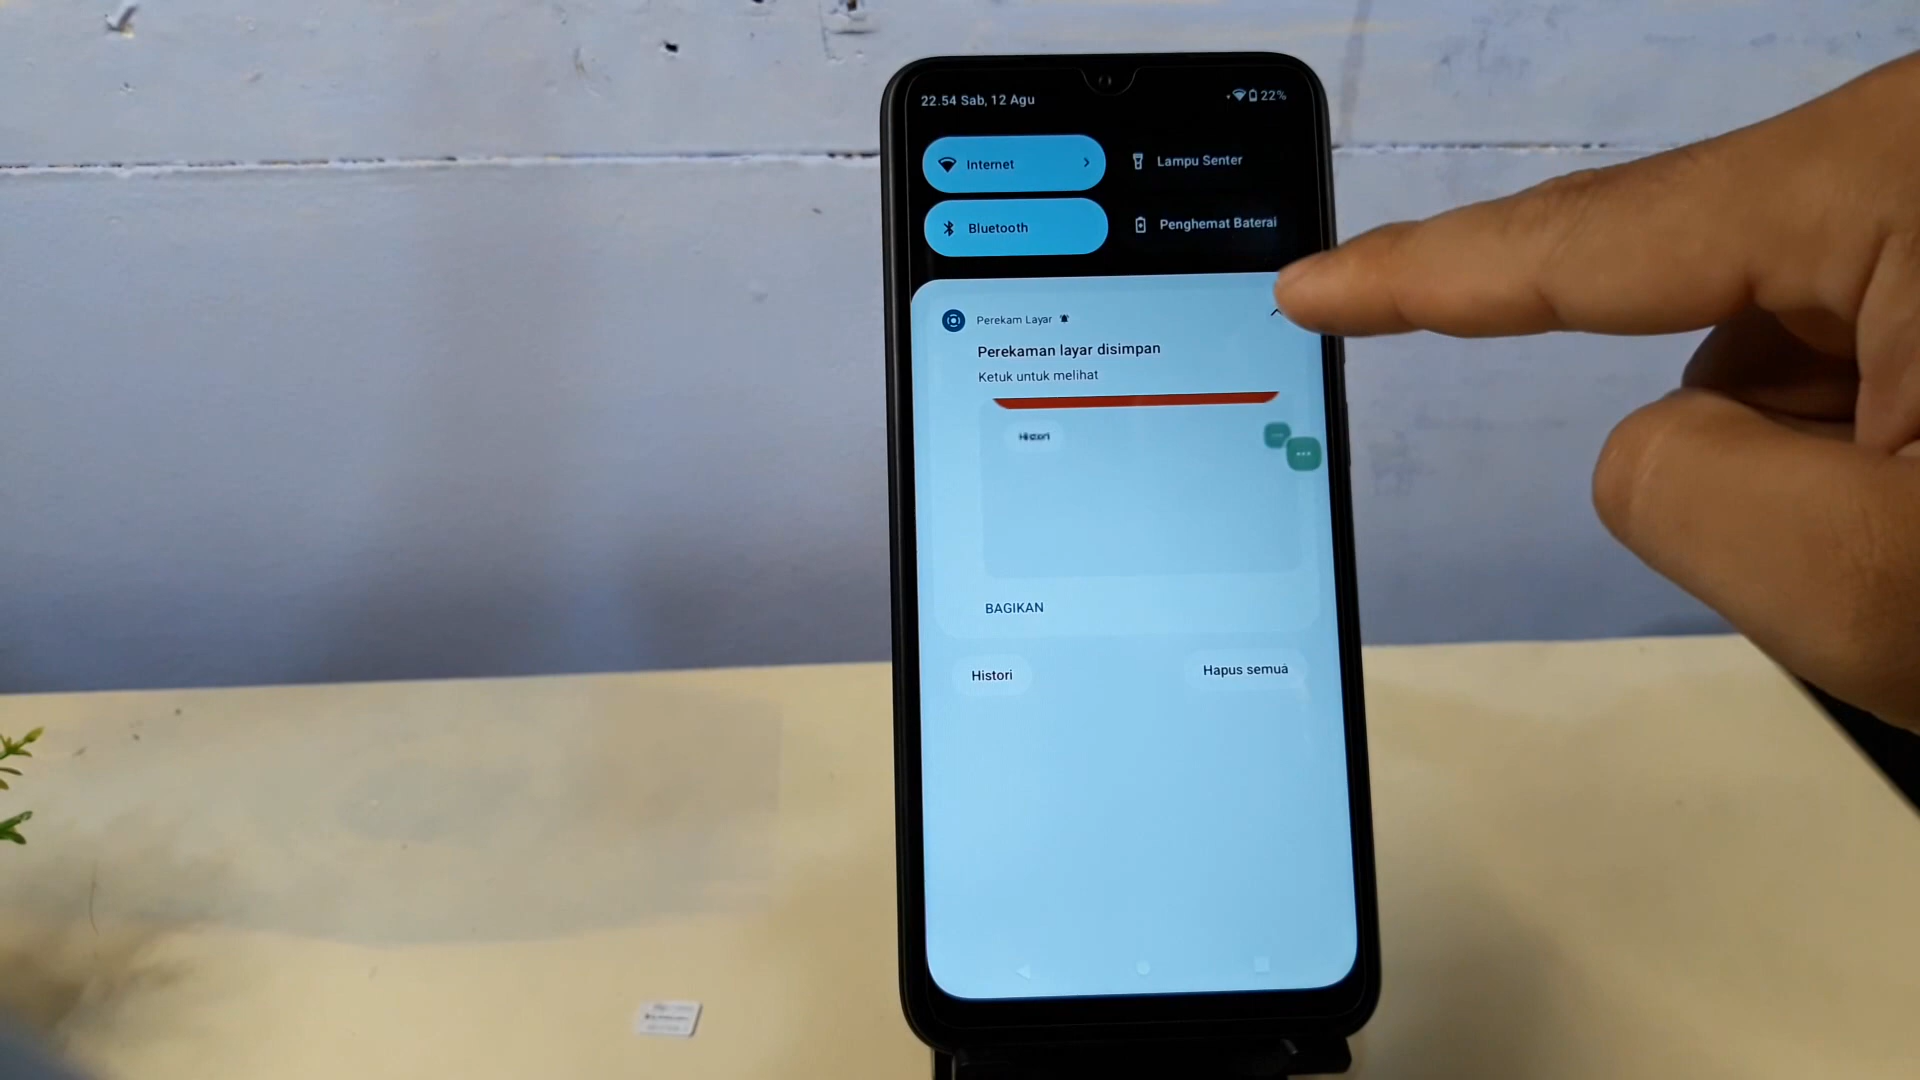 22.54 Sab, 12 Agu
22%
Internet
Lampu Senter
Bluetooth
Penghemat Baterai
Perekam Layar
Perekaman layar disimpan
Ketuk untuk melihat
Histori
BAGIKAN
Histori
Hapus semua